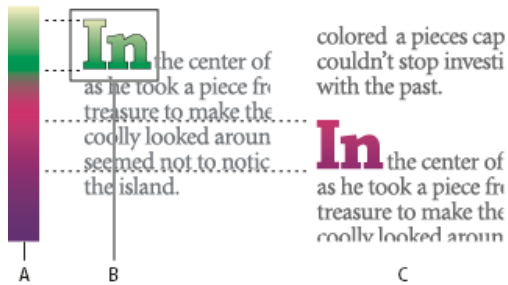 In the center of
as he took a piece fr
treasure to make the
coolly looked aroun
seemed not to notic
the island.
colored a pieces cap
couldn't stop investi
with the past.
In the center of
as he took a piece fr
treasure to make the
coolly looked aroun
A
B
C